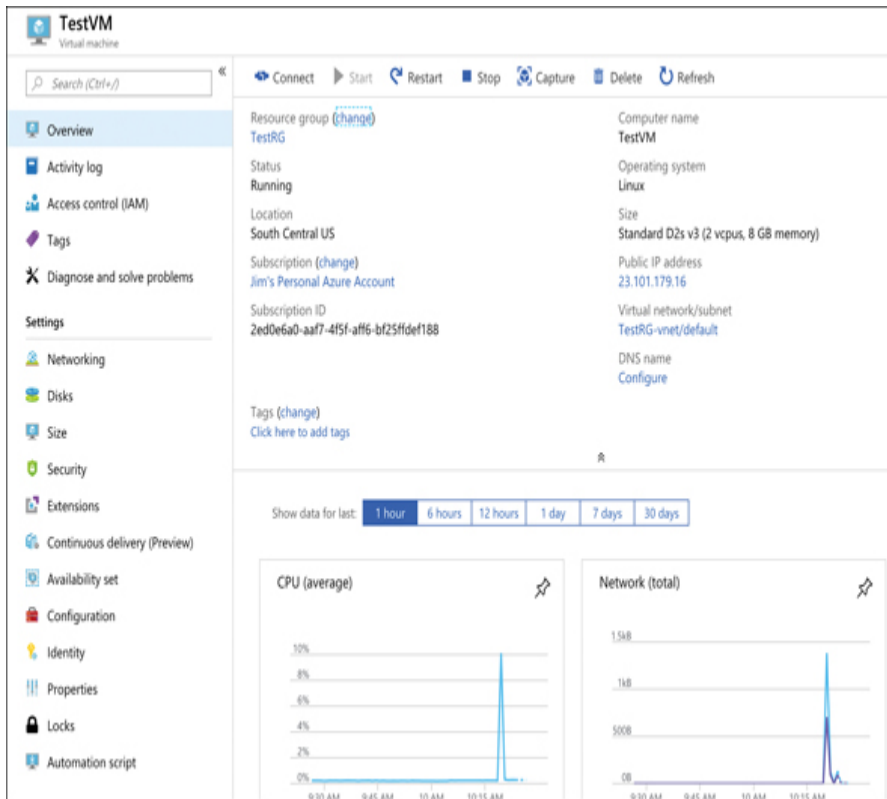 TestVM
Virtual machine
Search (Ctrl+/)
«
Overview
Activity log
Access control (IAM)
Tags
Diagnose and solve problems
Settings
Networking
Disks
Size
Security
Extensions
Continuous delivery (Preview)
Availability set
Configuration
Identity
Properties
Locks
Automation script
Connect
Start
Restart
Stop
Capture
Delete
Refresh
Resource group (change)
TestRG
Status
Running
Location
South Central US
Subscription (change)
Jim's Personal Azure Account
Subscription ID
2ed0e6a0-aaf7-4f5f-aff6-bf25ffdef188
Computer name
TestVM
Operating system
Linux
Size
Standard D2s v3 (2 vcpus, 8 GB memory)
Public IP address
23.101.179.16
Virtual network/subnet
TestRG-vnet/default
DNS name
Configure
Tags (change)
Click here to add tags
Show data for last:
1 hour
6 hours
12 hours
1 day
7 days
30 days
CPU (average)
10%
8%
6%
4%
2%
0%
9:30 AM
9:45 AM
10 AM
10:15 AM
Network (total)
1.5kB
1kB
500B
0B
9:30 AM
9:45 AM
10 AM
10:15 AM